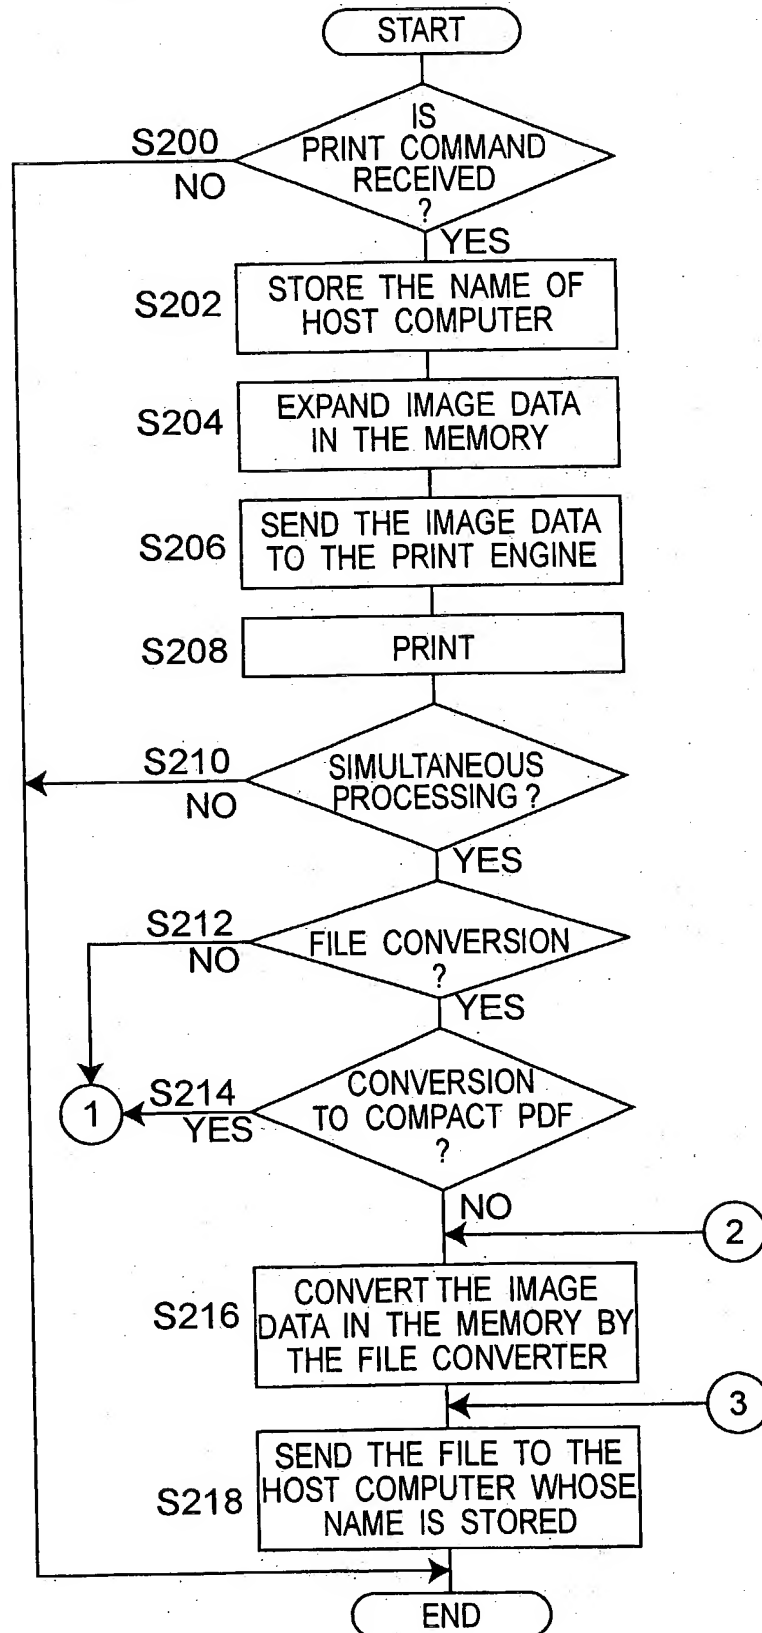 START
IS
PRINT COMMAND
RECEIVED
?
S200
NO
YES
S202
STORE THE NAME OF
HOST COMPUTER
S204
EXPAND IMAGE DATA
IN THE MEMORY
S206
SEND THE IMAGE DATA
TO THE PRINT ENGINE
S208
PRINT
S210
NO
SIMULTANEOUS
PROCESSING ?
YES
S212
NO
FILE CONVERSION
?
YES
1
S214
YES
CONVERSION
TO COMPACT PDF
?
NO
2
S216
CONVERT THE IMAGE
DATA IN THE MEMORY BY
THE FILE CONVERTER
3
S218
SEND THE FILE TO THE
HOST COMPUTER WHOSE
NAME IS STORED
END